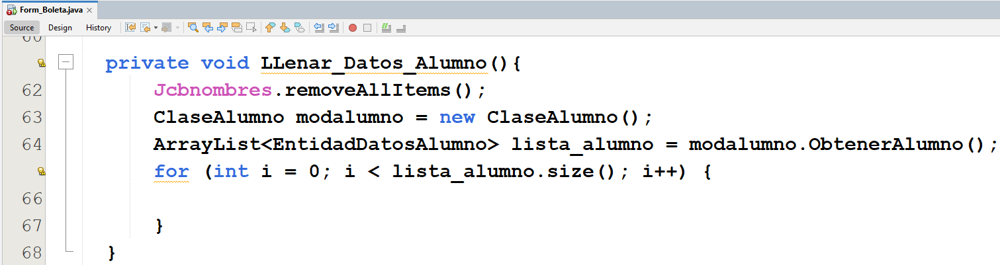 Form_Boleta.java
Source Design History
60
private void LLenar_Datos_Alumno(){
62 Jcbnombres.removeAllItems();
63 ClaseAlumno modalumno = new ClaseAlumno();
64 ArrayList<EntidadDatosAlumno> lista_alumno = modalumno.ObtenerAlumno();
for (int i = 0; i < lista_alumno.size(); i++) {
66
67 }
68 }